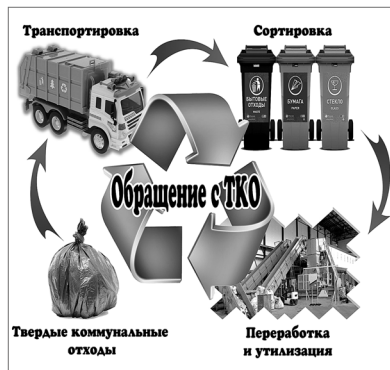 Транспортировка
Сортировка
БЫТОВЫЕ
ОТХОДЫ
БУМАГА
СТЕКЛО
Обращение с ТКО
Твердые коммунальные
отходы
Переработка
и утилизация